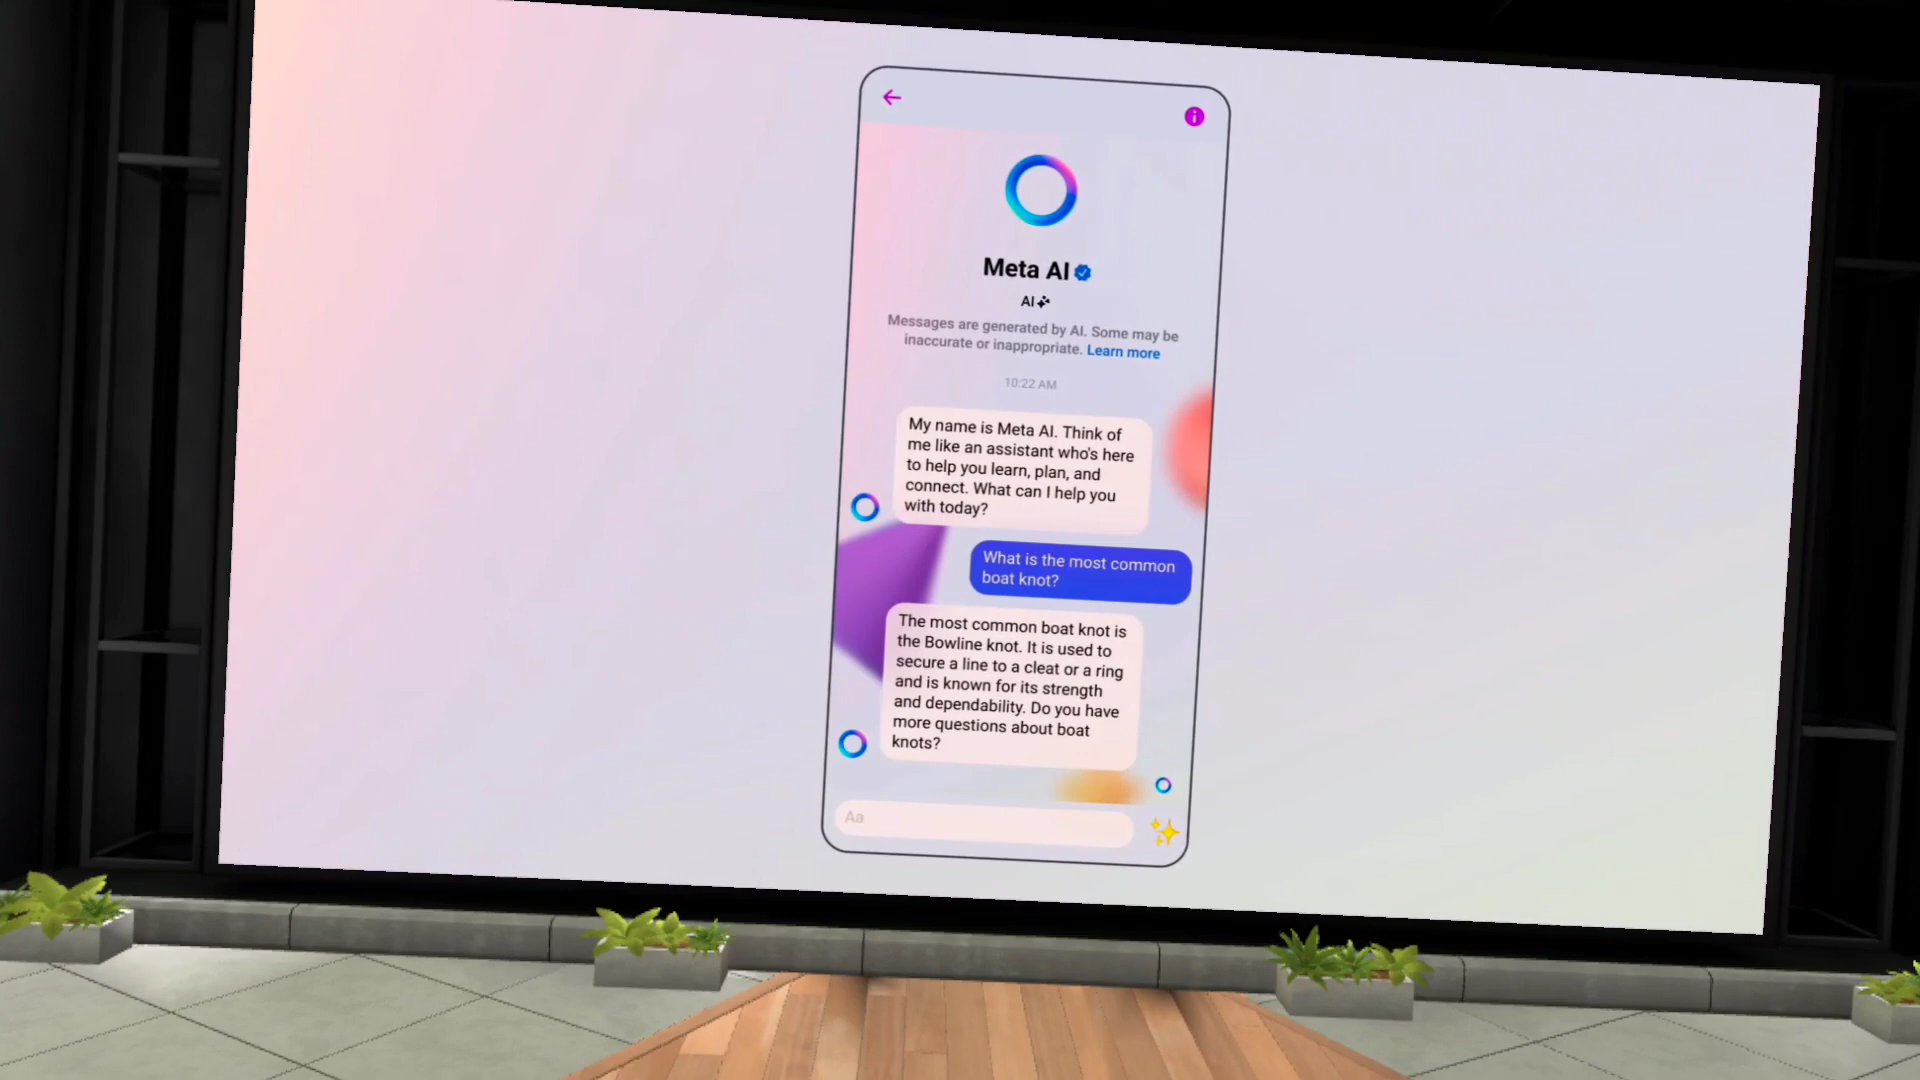 Meta AI
AI
Messages are generated by AI. Some may be
inaccurate or inappropriate. Learn more
10:22 AM
My name is Meta AI. Think of
me like an assistant who's here
to help you learn, plan, and
connect. What can I help you
with today?
What is the most common
boat knot?
The most common boat knot is
the Bowline knot. It is used to
secure a line to a cleat or a ring
and is known for its strength
and dependability. Do you have
more questions about boat
knots?
Aa